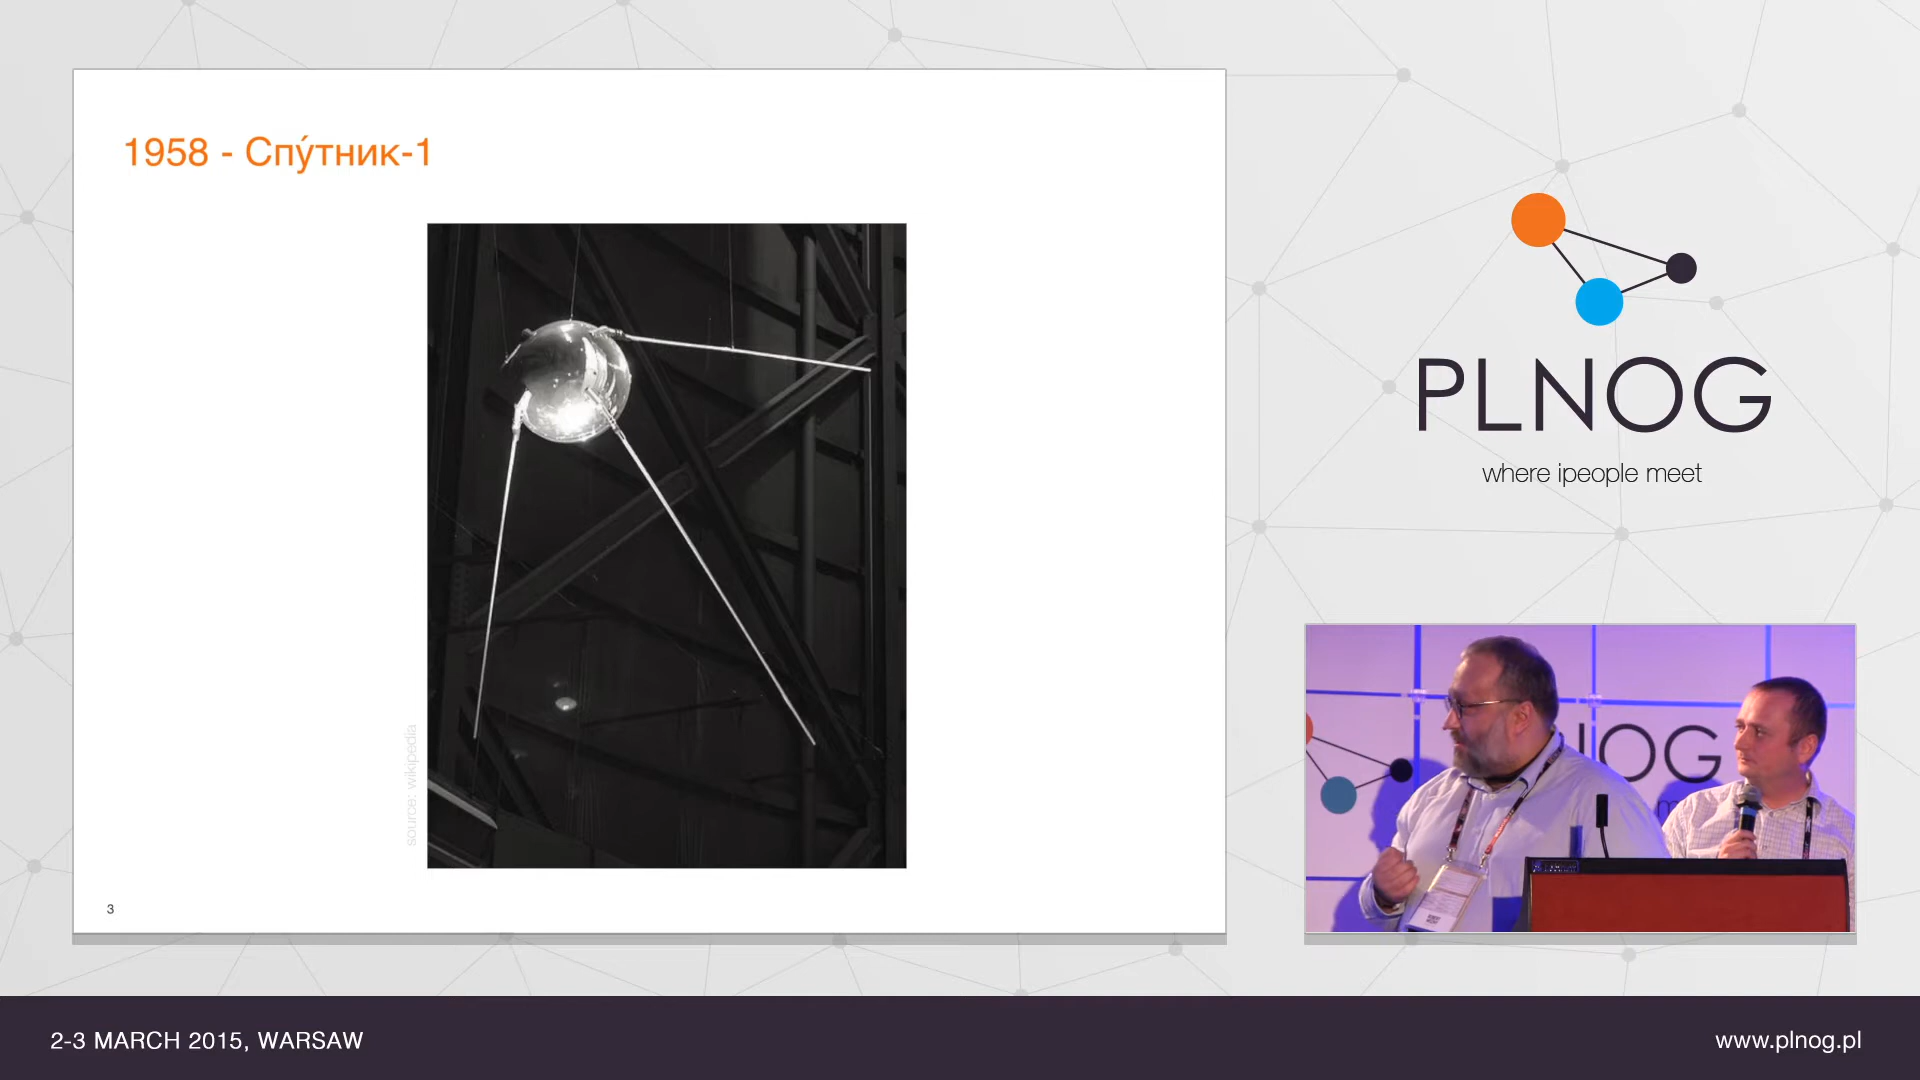 1958 - Спу́тник-1
source: wikipedia
3
PLNOG
where ipeople meet
NOG
m
2-3 MARCH 2015, WARSAW
www.plnog.pl